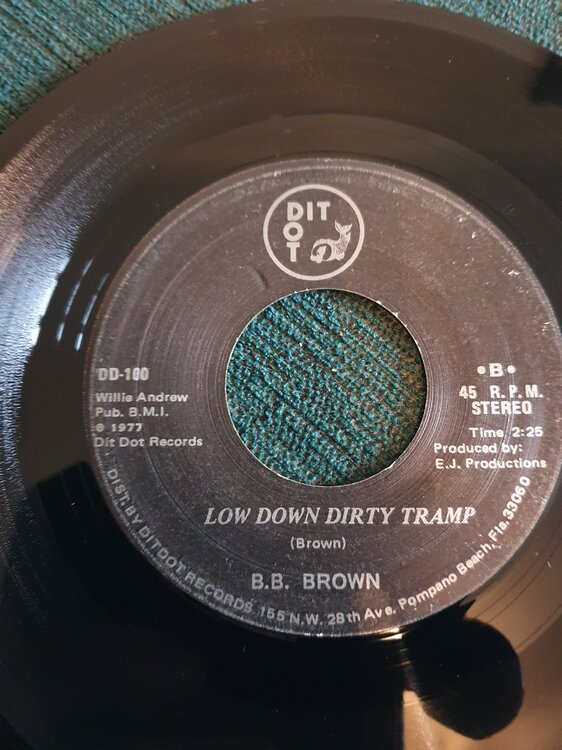 DIT
O
T
D
DD-100
Willie Andrew
Pub. B.M.I.
℗ 1977
Dit Dot Records
• B •
45 R.P.M.
STEREO
Time 2:25
Produced by:
E.J. Productions
LOW DOWN DIRTY TRAMP
(Brown)
B.B. BROWN
DIST. BY DIT DOT RECORDS 155 N.W. 28th Ave. Pompano Beach, Fla. 33060